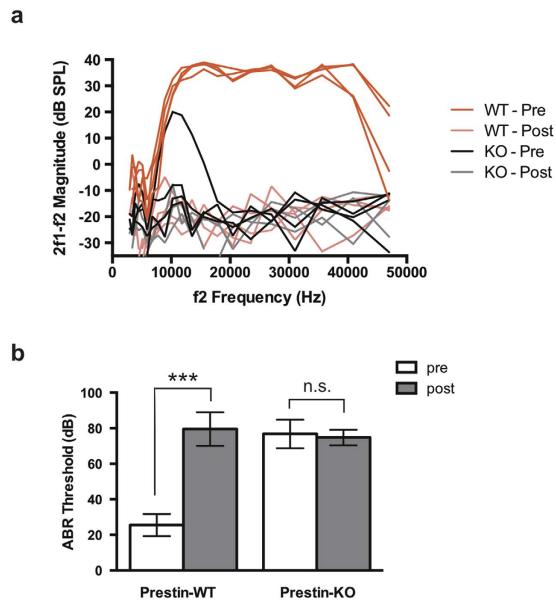 a
40
30
20
10
0
-10
-20
-30
2f1-f2 Magnitude (dB SPL)
0
10000
20000
30000
40000
50000
f2 Frequency (Hz)
WT - Pre
WT - Post
KO - Pre
KO - Post
b
100
80
60
40
20
0
ABR Threshold (dB)
***
n.s.
pre
post
Prestin-WT
Prestin-KO